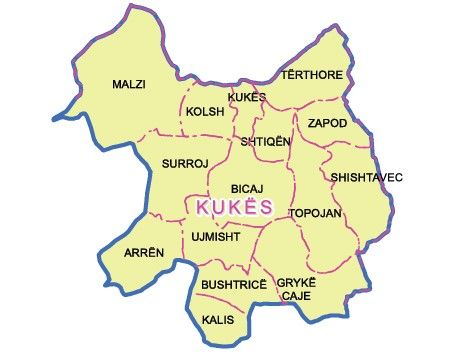 TËRTHORE
MALZI
KUKËS
KOLSH
ZAPOD
SHTIQËN
SURROJ
SHISHTAVEC
BICAJ
KUKËS
TOPOJAN
UJMISHT
ARRËN
BUSHTRICË
GRYKË
CAJE
KALIS